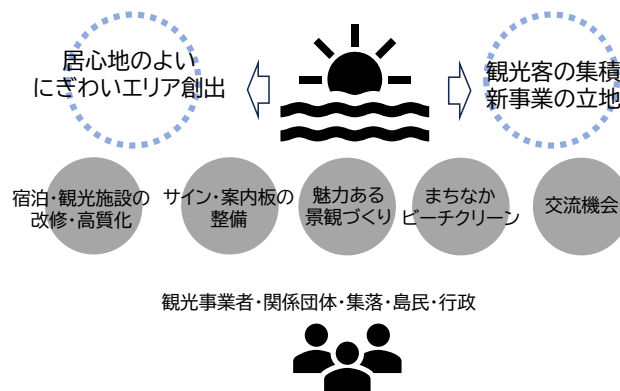 居心地のよい
にぎわいエリア創出
観光客の集積
新事業の立地
宿泊・観光施設の
改修・高質化
サイン・案内板の
整備
魅力ある
景観づくり
まちなか
ビーチクリーン
交流機会
観光事業者・関係団体・集落・島民・行政